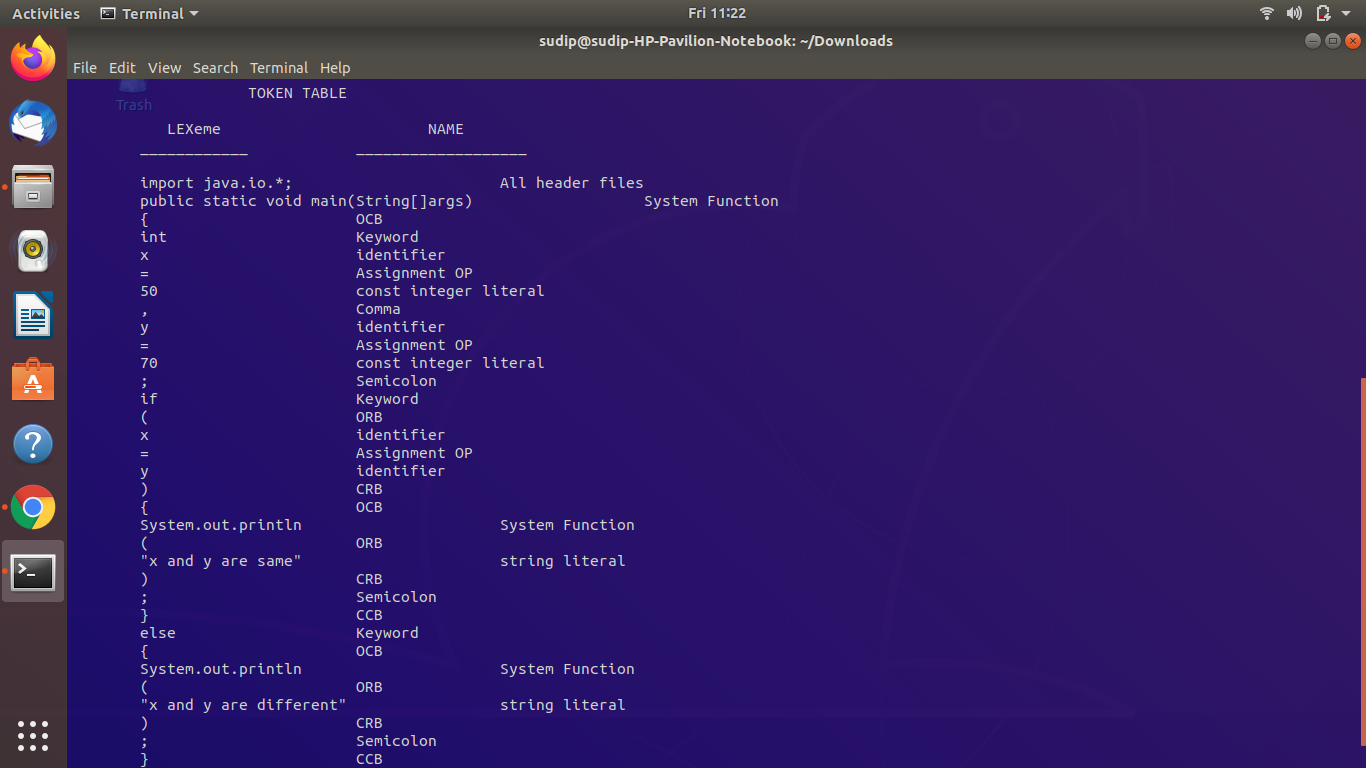 Activities Terminal Fri 11:22
sudip@sudip-HP-Pavilion-Notebook: ~/Downloads
File Edit View Search Terminal Help
Trash
TOKEN TABLE
LEXeme NAME
____________ ___________________
import java.io.*; All header files
public static void main(String[]args) System Function
{ OCB
int Keyword
x identifier
= Assignment OP
50 const integer literal
, Comma
y identifier
= Assignment OP
70 const integer literal
; Semicolon
if Keyword
( ORB
x identifier
= Assignment OP
y identifier
) CRB
{ OCB
System.out.println System Function
( ORB
"x and y are same" string literal
) CRB
; Semicolon
} CCB
else Keyword
{ OCB
System.out.println System Function
( ORB
"x and y are different" string literal
) CRB
; Semicolon
} CCB